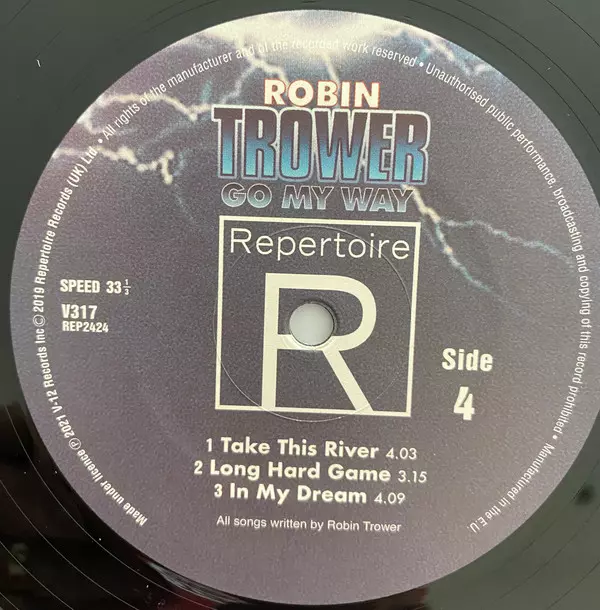 ROBIN
TROWER
GO MY WAY
Repertoire
R
SPEED 33⅓
V317
REP2424
Side
4
1 Take This River 4.03
2 Long Hard Game 3.15
3 In My Dream 4.09
All songs written by Robin Trower
Made under licence ℗ 2021 V-12 Records Inc © 2019 Repertoire Records (UK) Ltd. • All rights of the manufacturer and of the recorded work reserved • Unauthorised public performance, broadcasting and copying of this record prohibited • Manufactured in the E.U.